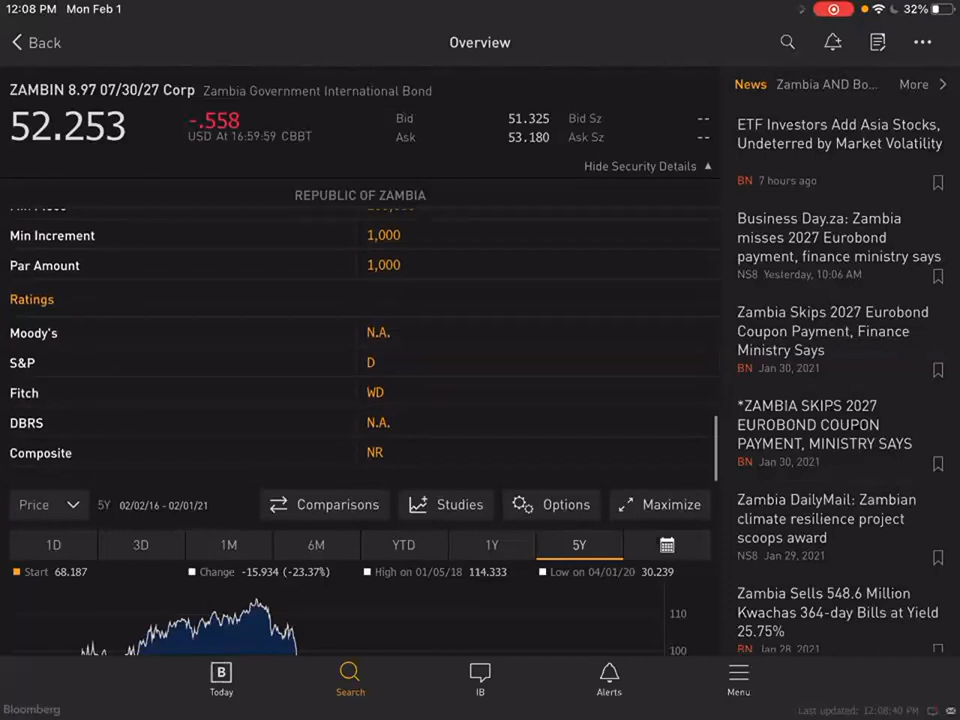 12:08 PM Mon Feb 1
32%
Back
Overview
ZAMBIN 8.97 07/30/27 Corp Zambia Government International Bond
52.253
-.558
USD At 16:59:59 CBBT
Bid 51.325 Bid Sz --
Ask 53.180 Ask Sz --
Hide Security Details
REPUBLIC OF ZAMBIA
Min Increment 1,000
Par Amount 1,000
Ratings
Moody's N.A.
S&P D
Fitch WD
DBRS N.A.
Composite NR
Price 5Y 02/02/16 - 02/01/21 Comparisons Studies Options Maximize
1D 3D 1M 6M YTD 1Y 5Y
Start 68.187 Change -15.934 (-23.37%) High on 01/05/18 114.333 Low on 04/01/20 30.239
110
100
News Zambia AND Bo... More
ETF Investors Add Asia Stocks,
Undeterred by Market Volatility
BN 7 hours ago
Business Day.za: Zambia
misses 2027 Eurobond
payment, finance ministry says
NS8 Yesterday, 10:06 AM
Zambia Skips 2027 Eurobond
Coupon Payment, Finance
Ministry Says
BN Jan 30, 2021
*ZAMBIA SKIPS 2027
EUROBOND COUPON
PAYMENT, MINISTRY SAYS
BN Jan 30, 2021
Zambia DailyMail: Zambian
climate resilience project
scoops award
NS8 Jan 29, 2021
Zambia Sells 548.6 Million
Kwachas 364-day Bills at Yield
25.75%
BN Jan 28, 2021
B
Today Search IB Alerts Menu
Bloomberg
Last updated: 12:08:40 PM